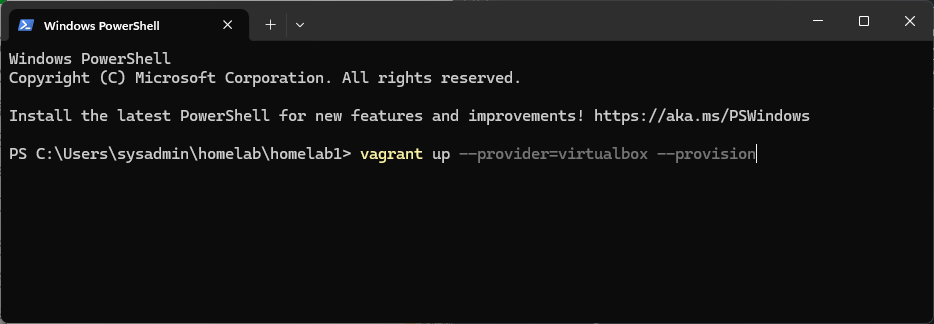 Windows PowerShell
Windows PowerShell
Copyright (C) Microsoft Corporation. All rights reserved.
Install the latest PowerShell for new features and improvements! https://aka.ms/PSWindows
PS C:\Users\sysadmin\homelab\homelab1> vagrant up --provider=virtualbox --provision